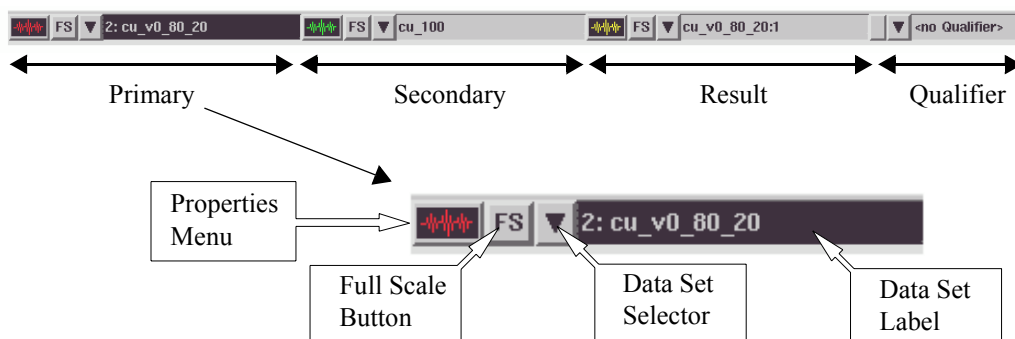 FS 2: cu_v0_80_20 FS cu_100 FS cu_v0_80_20:1 <no Qualifier>
Primary Secondary Result Qualifier
Properties
Menu
FS 2: cu_v0_80_20
Full Scale
Button
Data Set
Selector
Data Set
Label